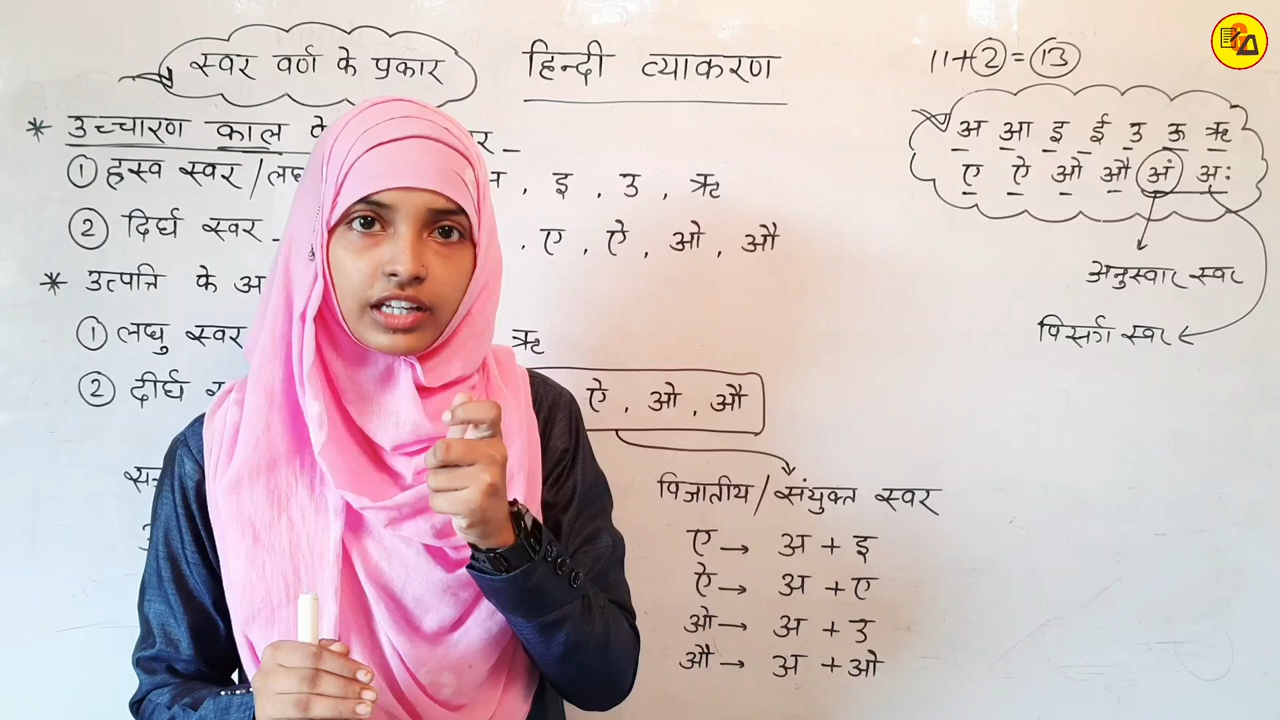 स्वर वर्ण के प्रकार
हिन्दी व्याकरण
11+2=13
अ आ इ ई उ ऊ ऋ
ए ऐ ओ औ अं अः
अनुस्वार स्वर
विसर्ग स्वर
* उच्चारण काल के
① ह्रस्व स्वर / , इ , उ , ऋ
② दिर्घ स्वर - , ए , ऐ , ओ , औ
* उत्पत्ति के
① लघु स्वर ऋ
② दीर्घ ऐ , ओ , औ
विजातीय / संयुक्त स्वर
ए → अ + इ
ऐ → अ + ए
ओ → अ + उ
औ → अ + ओ